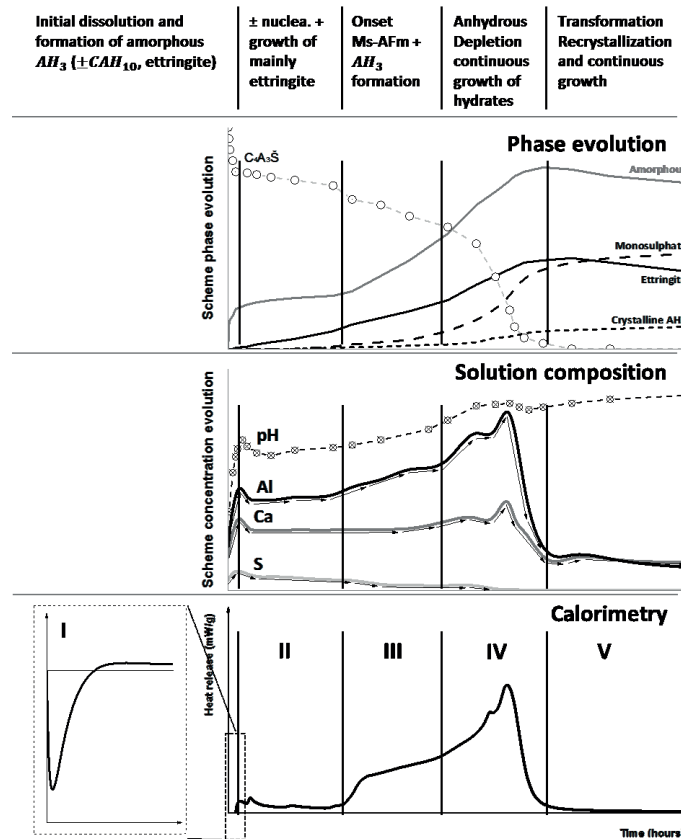 Initial dissolution and
formation of amorphous
AH₃ (±CAH₁₀, ettringite)
± nuclea. +
growth of
mainly
ettringite
Onset
Ms-AFm +
AH₃
formation
Anhydrous
Depletion
continuous
growth of
hydrates
Transformation
Recrystallization
and continuous
growth
Phase evolution
Scheme phase evolution
C₄A₃Š
Amorphou
Monosulphat
Ettringit
Crystalline AH
Solution composition
Scheme concentration evolution
pH
Al
Ca
S
Calorimetry
Heat release (mW/g)
I
II
III
IV
V
Time (hours